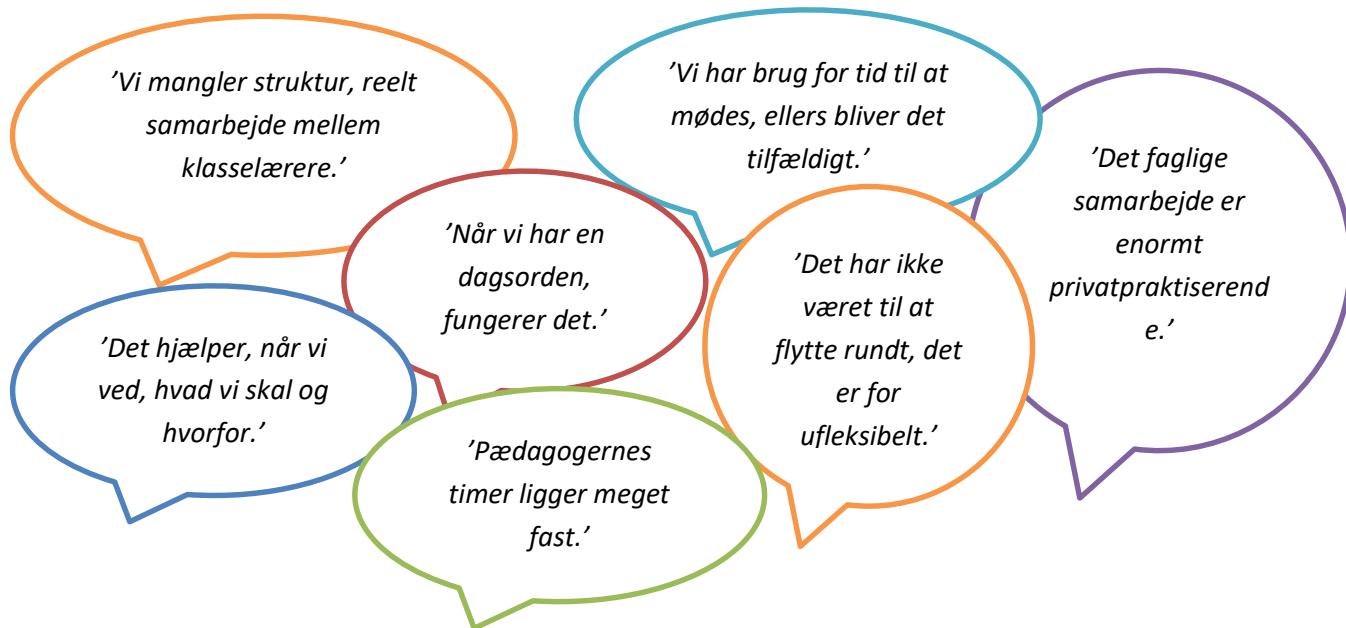 ’Vi mangler struktur, reelt
samarbejde mellem
klasselærere.’
’Vi har brug for tid til at
mødes, ellers bliver det
tilfældigt.’
’Det faglige
samarbejde er
enormt
privatpraktiserend
e.’
’Når vi har en
dagsorden,
fungerer det.’
’Det har ikke
været til at
flytte rundt, det
er for
ufleksibelt.’
’Det hjælper, når vi
ved, hvad vi skal og
hvorfor.’
’Pædagogernes
timer ligger meget
fast.’